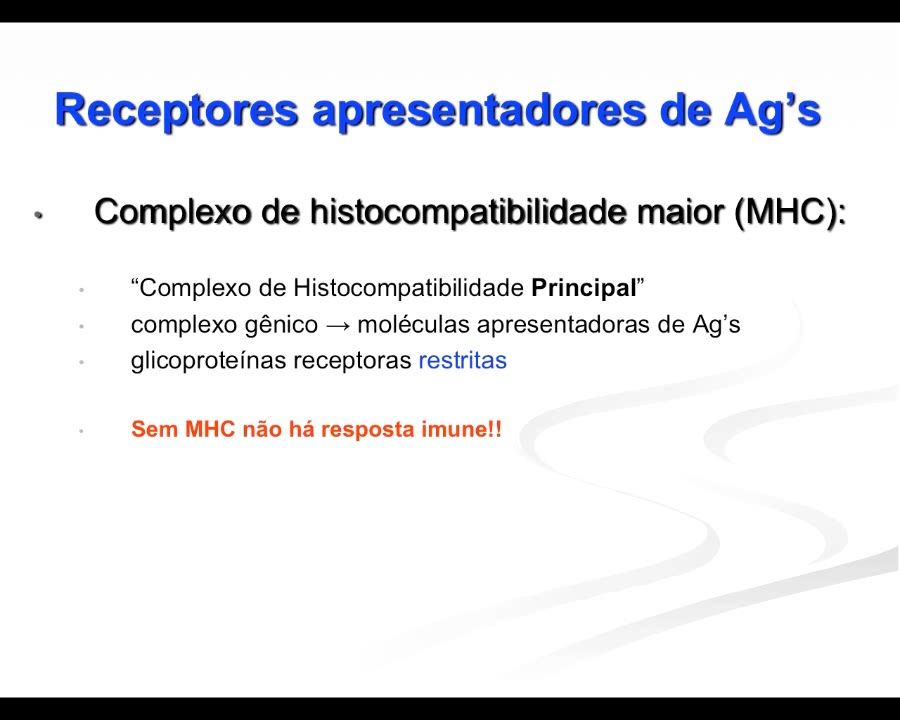 Receptores apresentadores de Ag’s
• Complexo de histocompatibilidade maior (MHC):
• “Complexo de Histocompatibilidade Principal”
• complexo gênico → moléculas apresentadoras de Ag’s
• glicoproteínas receptoras restritas
• Sem MHC não há resposta imune!!